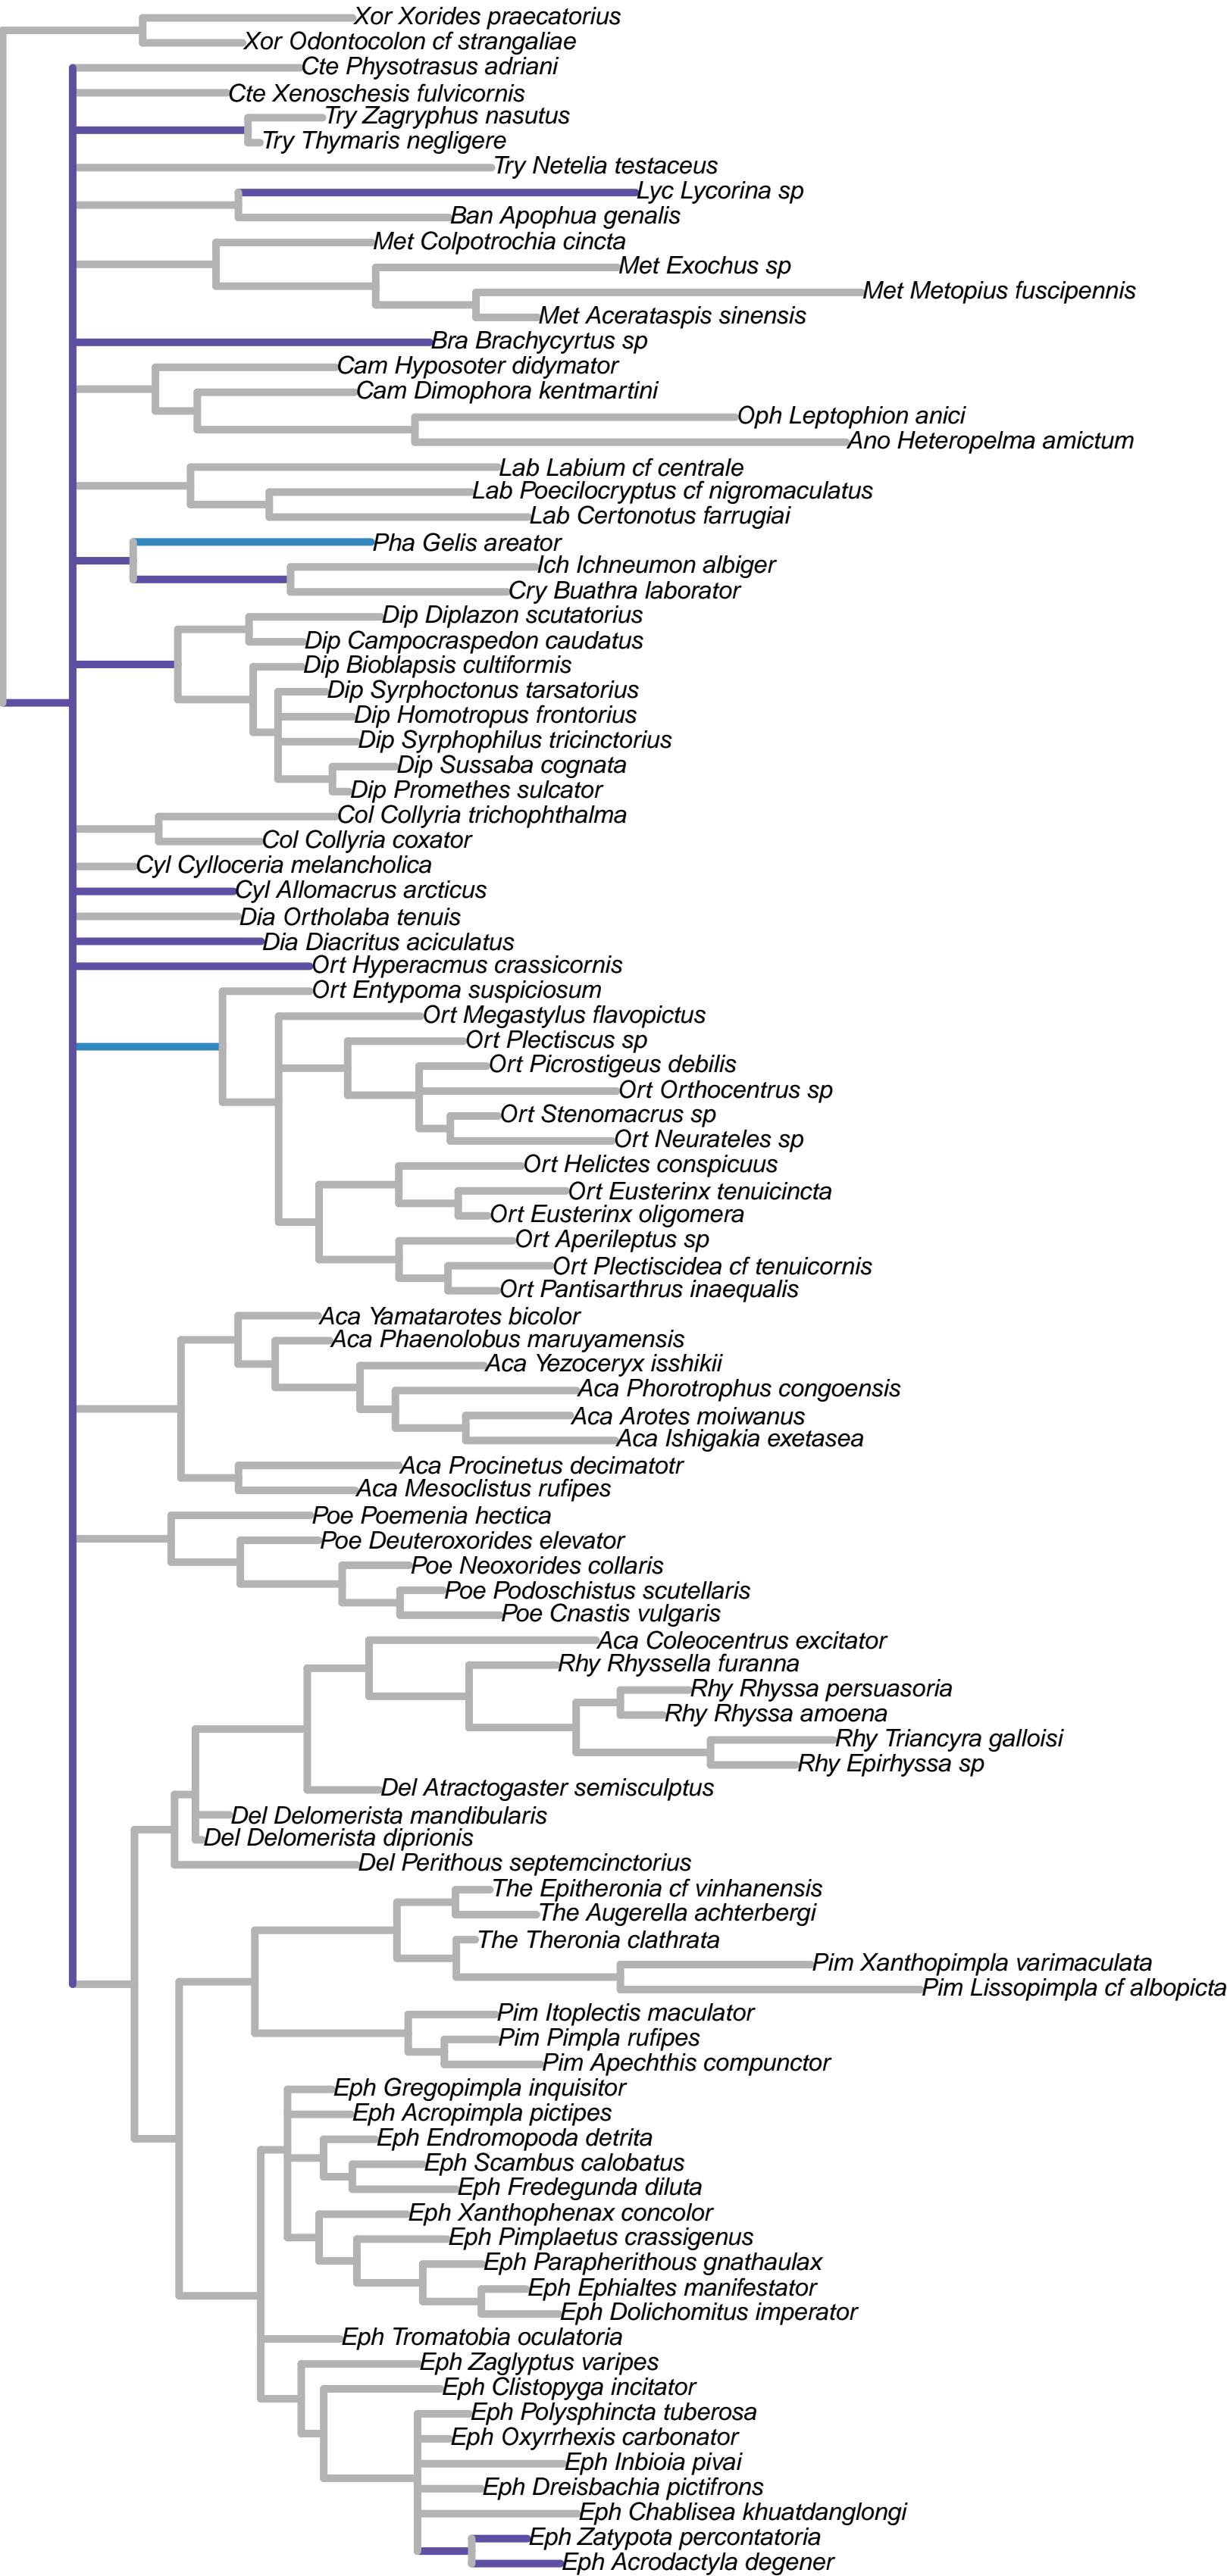 Xor Xorides praecatorius
Xor Odontocolon cf strangaliae
Cte Physotrasus adriani
Cte Xenoschesis fulvicornis
Try Zagryphus nasutus
Try Thymaris negligere
Try Netelia testaceus
Lyc Lycorina sp
Ban Apophua genalis
Met Colpotrochia cincta
Met Exochus sp
Met Metopius fuscipennis
Met Acerataspis sinensis
Bra Brachycyrtus sp
Cam Hyposoter didymator
Cam Dimophora kentmartini
Oph Leptophion anici
Ano Heteropelma amictum
Lab Labium cf centrale
Lab Poecilocryptus cf nigromaculatus
Lab Certonotus farrugiai
Pha Gelis areator
Ich Ichneumon albiger
Cry Buathra laborator
Dip Diplazon scutatorius
Dip Campocraspedon caudatus
Dip Bioblapsis cultiformis
Dip Syrphoctonus tarsatorius
Dip Homotropus frontorius
Dip Syrphophilus tricinctorius
Dip Sussaba cognata
Dip Promethes sulcator
Col Collyria trichophthalma
Col Collyria coxator
Cyl Cylloceria melancholica
Cyl Allomacrus arcticus
Dia Ortholaba tenuis
Dia Diacritus aciculatus
Ort Hyperacmus crassicornis
Ort Entypoma suspiciosum
Ort Megastylus flavopictus
Ort Plectiscus sp
Ort Picrostigeus debilis
Ort Orthocentrus sp
Ort Stenomacrus sp
Ort Neurateles sp
Ort Helictes conspicuus
Ort Eusterinx tenuicincta
Ort Eusterinx oligomera
Ort Aperileptus sp
Ort Plectiscidea cf tenuicornis
Ort Pantisarthrus inaequalis
Aca Yamatarotes bicolor
Aca Phaenolobus maruyamensis
Aca Yezoceryx isshikii
Aca Phorotrophus congoensis
Aca Arotes moiwanus
Aca Ishigakia exetasea
Aca Procinetus decimatotr
Aca Mesoclistus rufipes
Poe Poemenia hectica
Poe Deuteroxorides elevator
Poe Neoxorides collaris
Poe Podoschistus scutellaris
Poe Cnastis vulgaris
Aca Coleocentrus excitator
Rhy Rhyssella furanna
Rhy Rhyssa persuasoria
Rhy Rhyssa amoena
Rhy Triancyra galloisi
Rhy Epirhyssa sp
Del Atractogaster semisculptus
Del Delomerista mandibularis
Del Delomerista diprionis
Del Perithous septemcinctorius
The Epitheronia cf vinhanensis
The Augerella achterbergi
The Theronia clathrata
Pim Xanthopimpla varimaculata
Pim Lissopimpla cf albopicta
Pim Itoplectis maculator
Pim Pimpla rufipes
Pim Apechthis compunctor
Eph Gregopimpla inquisitor
Eph Acropimpla pictipes
Eph Endromopoda detrita
Eph Scambus calobatus
Eph Fredegunda diluta
Eph Xanthophenax concolor
Eph Pimplaetus crassigenus
Eph Parapherithous gnathaulax
Eph Ephialtes manifestator
Eph Dolichomitus imperator
Eph Tromatobia oculatoria
Eph Zaglyptus varipes
Eph Clistopyga incitator
Eph Polysphincta tuberosa
Eph Oxyrrhexis carbonator
Eph Inbioia pivai
Eph Dreisbachia pictifrons
Eph Chablisea khuatdanglongi
Eph Zatypota percontatoria
Eph Acrodactyla degener